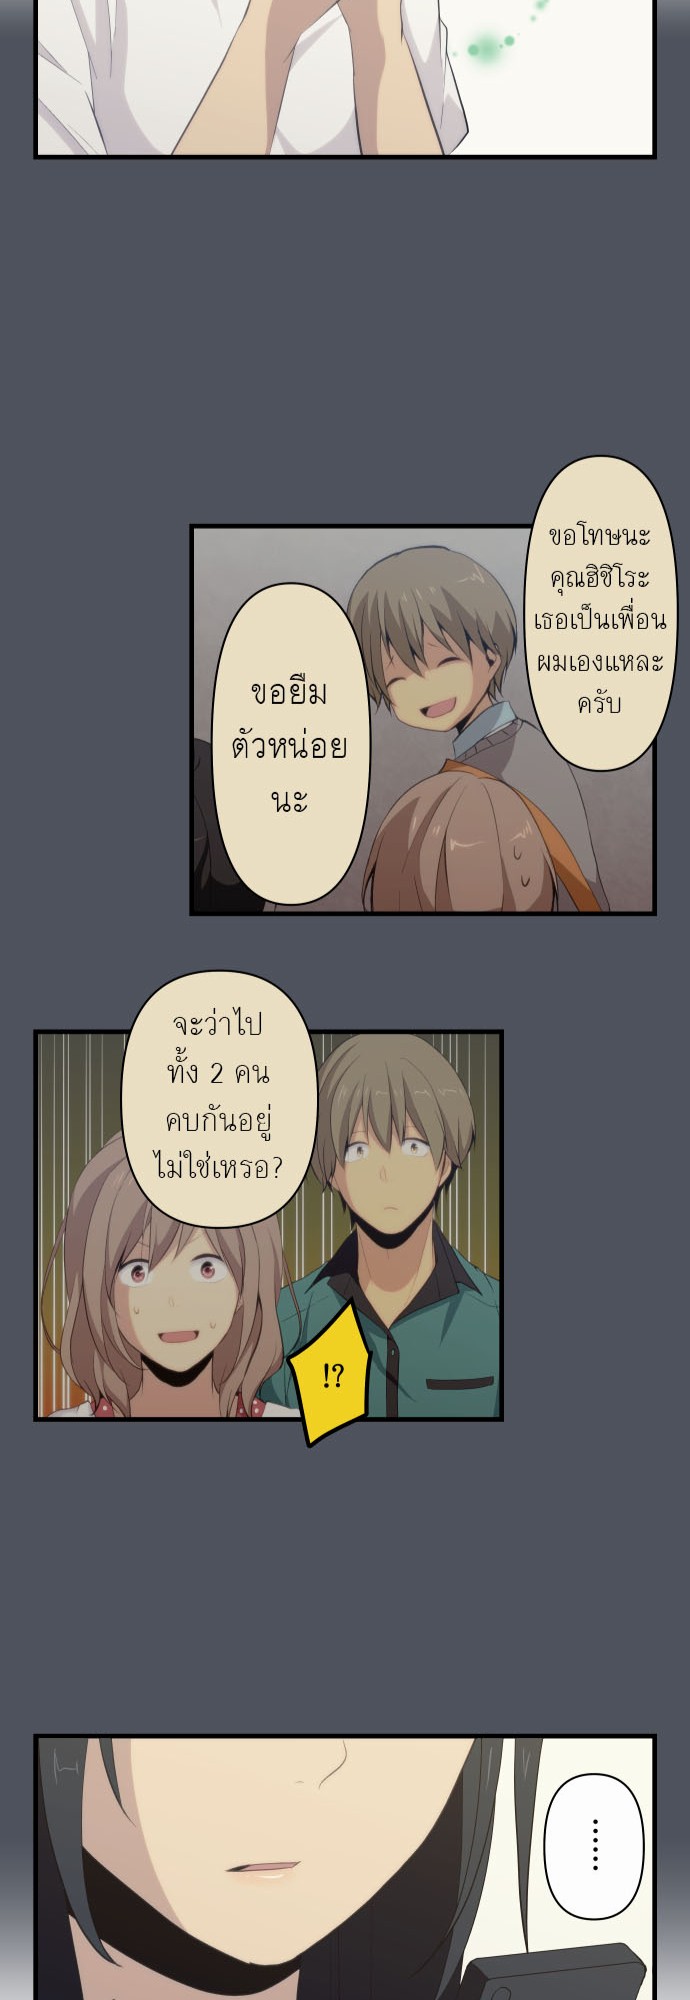 ขอโทษนะ
คุณฮิชิโระ
เธอเป็นเพื่อน
ผมเองแหละ
ครับ
ขอยืม
ตัวหน่อย
นะ
จะว่าไป
ทั้ง 2 คน
คบกันอยู่
ไม่ใช่เหรอ?
!?
......